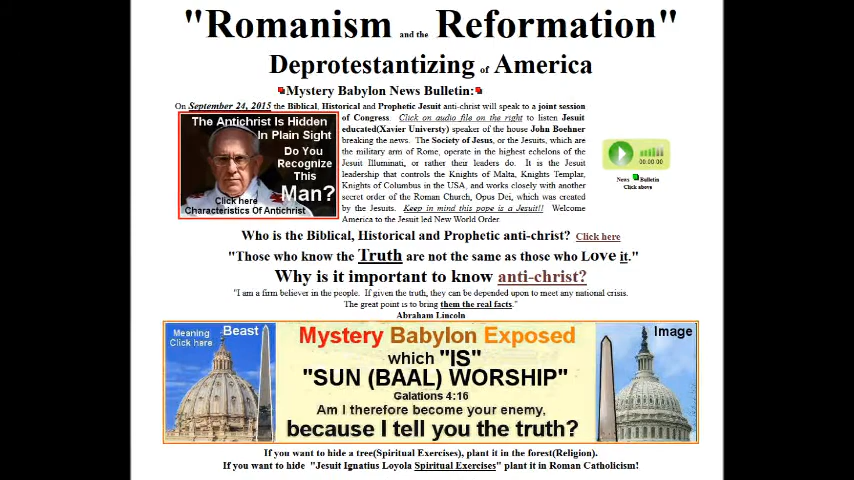 "Romanism and the Reformation"
Deprotestantizing of America
Mystery Babylon News Bulletin:
On September 24, 2015 the Biblical, Historical and Prophetic Jesuit anti-christ will speak to a joint session
of Congress. Click on audio file on the right to listen Jesuit
educated(Xavier Universty) speaker of the house John Boehner
breaking the news. The Society of Jesus, or the Jesuits, which are
the military arm of Rome, operate in the highest echelons of the
Jesuit Illuminati, or rather their leaders do. It is the Jesuit
leadership that controls the Knights of Malta, Knights Templar,
Knights of Columbus in the USA, and works closely with another
secret order of the Roman Church, Opus Dei, which was created
by the Jesuits. Keep in mind this pope is a Jesuit!! Welcome
America to the Jesuit led New World Order.
The Antichrist Is Hidden
In Plain Sight
Do You
Recognize
This
Man?
Click here
Characteristics Of Antichrist
00:00:00
News Bulletin
Click above
Who is the Biblical, Historical and Prophetic anti-christ? Click here
"Those who know the Truth are not the same as those who Love it."
Why is it important to know anti-christ?
"I am a firm believer in the people. If given the truth, they can be depended upon to meet any national crisis.
The great point is to bring them the real facts."
Abraham Lincoln
Meaning
Click here
Beast
Mystery Babylon Exposed
which "IS"
"SUN (BAAL) WORSHIP"
Galations 4:16
Am I therefore become your enemy,
because I tell you the truth?
Image
If you want to hide a tree(Spiritual Exercises), plant it in the forest(Religion).
If you want to hide "Jesuit Ignatius Loyola Spiritual Exercises" plant it in Roman Catholicism!